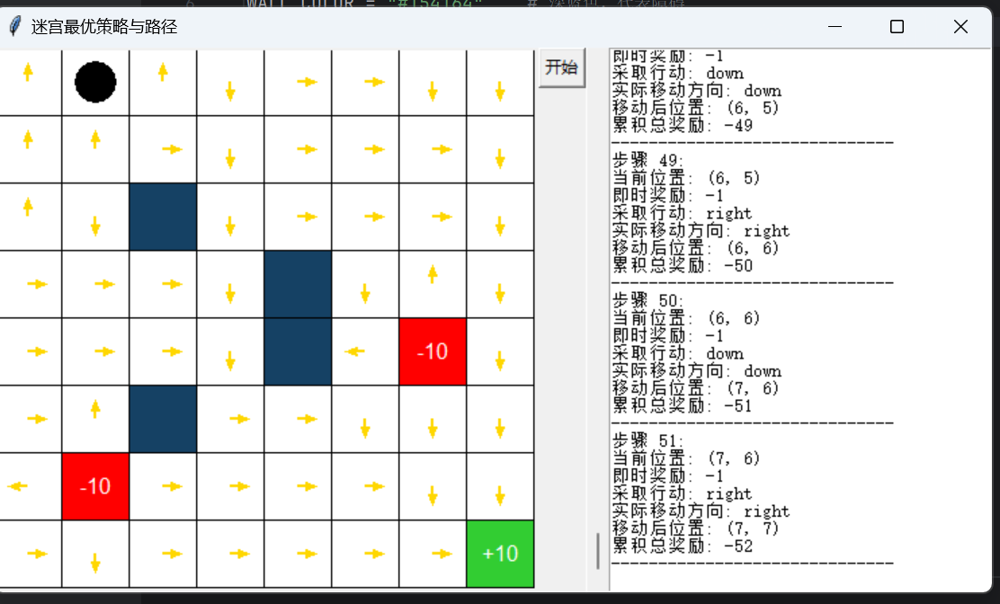 WALL_COLOR = "#154164"
迷宫最优策略与路径
开始
-10
-10
+10
即时奖励: -1
采取行动: down
实际移动方向: down
移动后位置: (6, 5)
累积总奖励: -49
------------------------------
步骤 49:
当前位置: (6, 5)
即时奖励: -1
采取行动: right
实际移动方向: right
移动后位置: (6, 6)
累积总奖励: -50
------------------------------
步骤 50:
当前位置: (6, 6)
即时奖励: -1
采取行动: down
实际移动方向: down
移动后位置: (7, 6)
累积总奖励: -51
------------------------------
步骤 51:
当前位置: (7, 6)
即时奖励: -1
采取行动: right
实际移动方向: right
移动后位置: (7, 7)
累积总奖励: -52
------------------------------